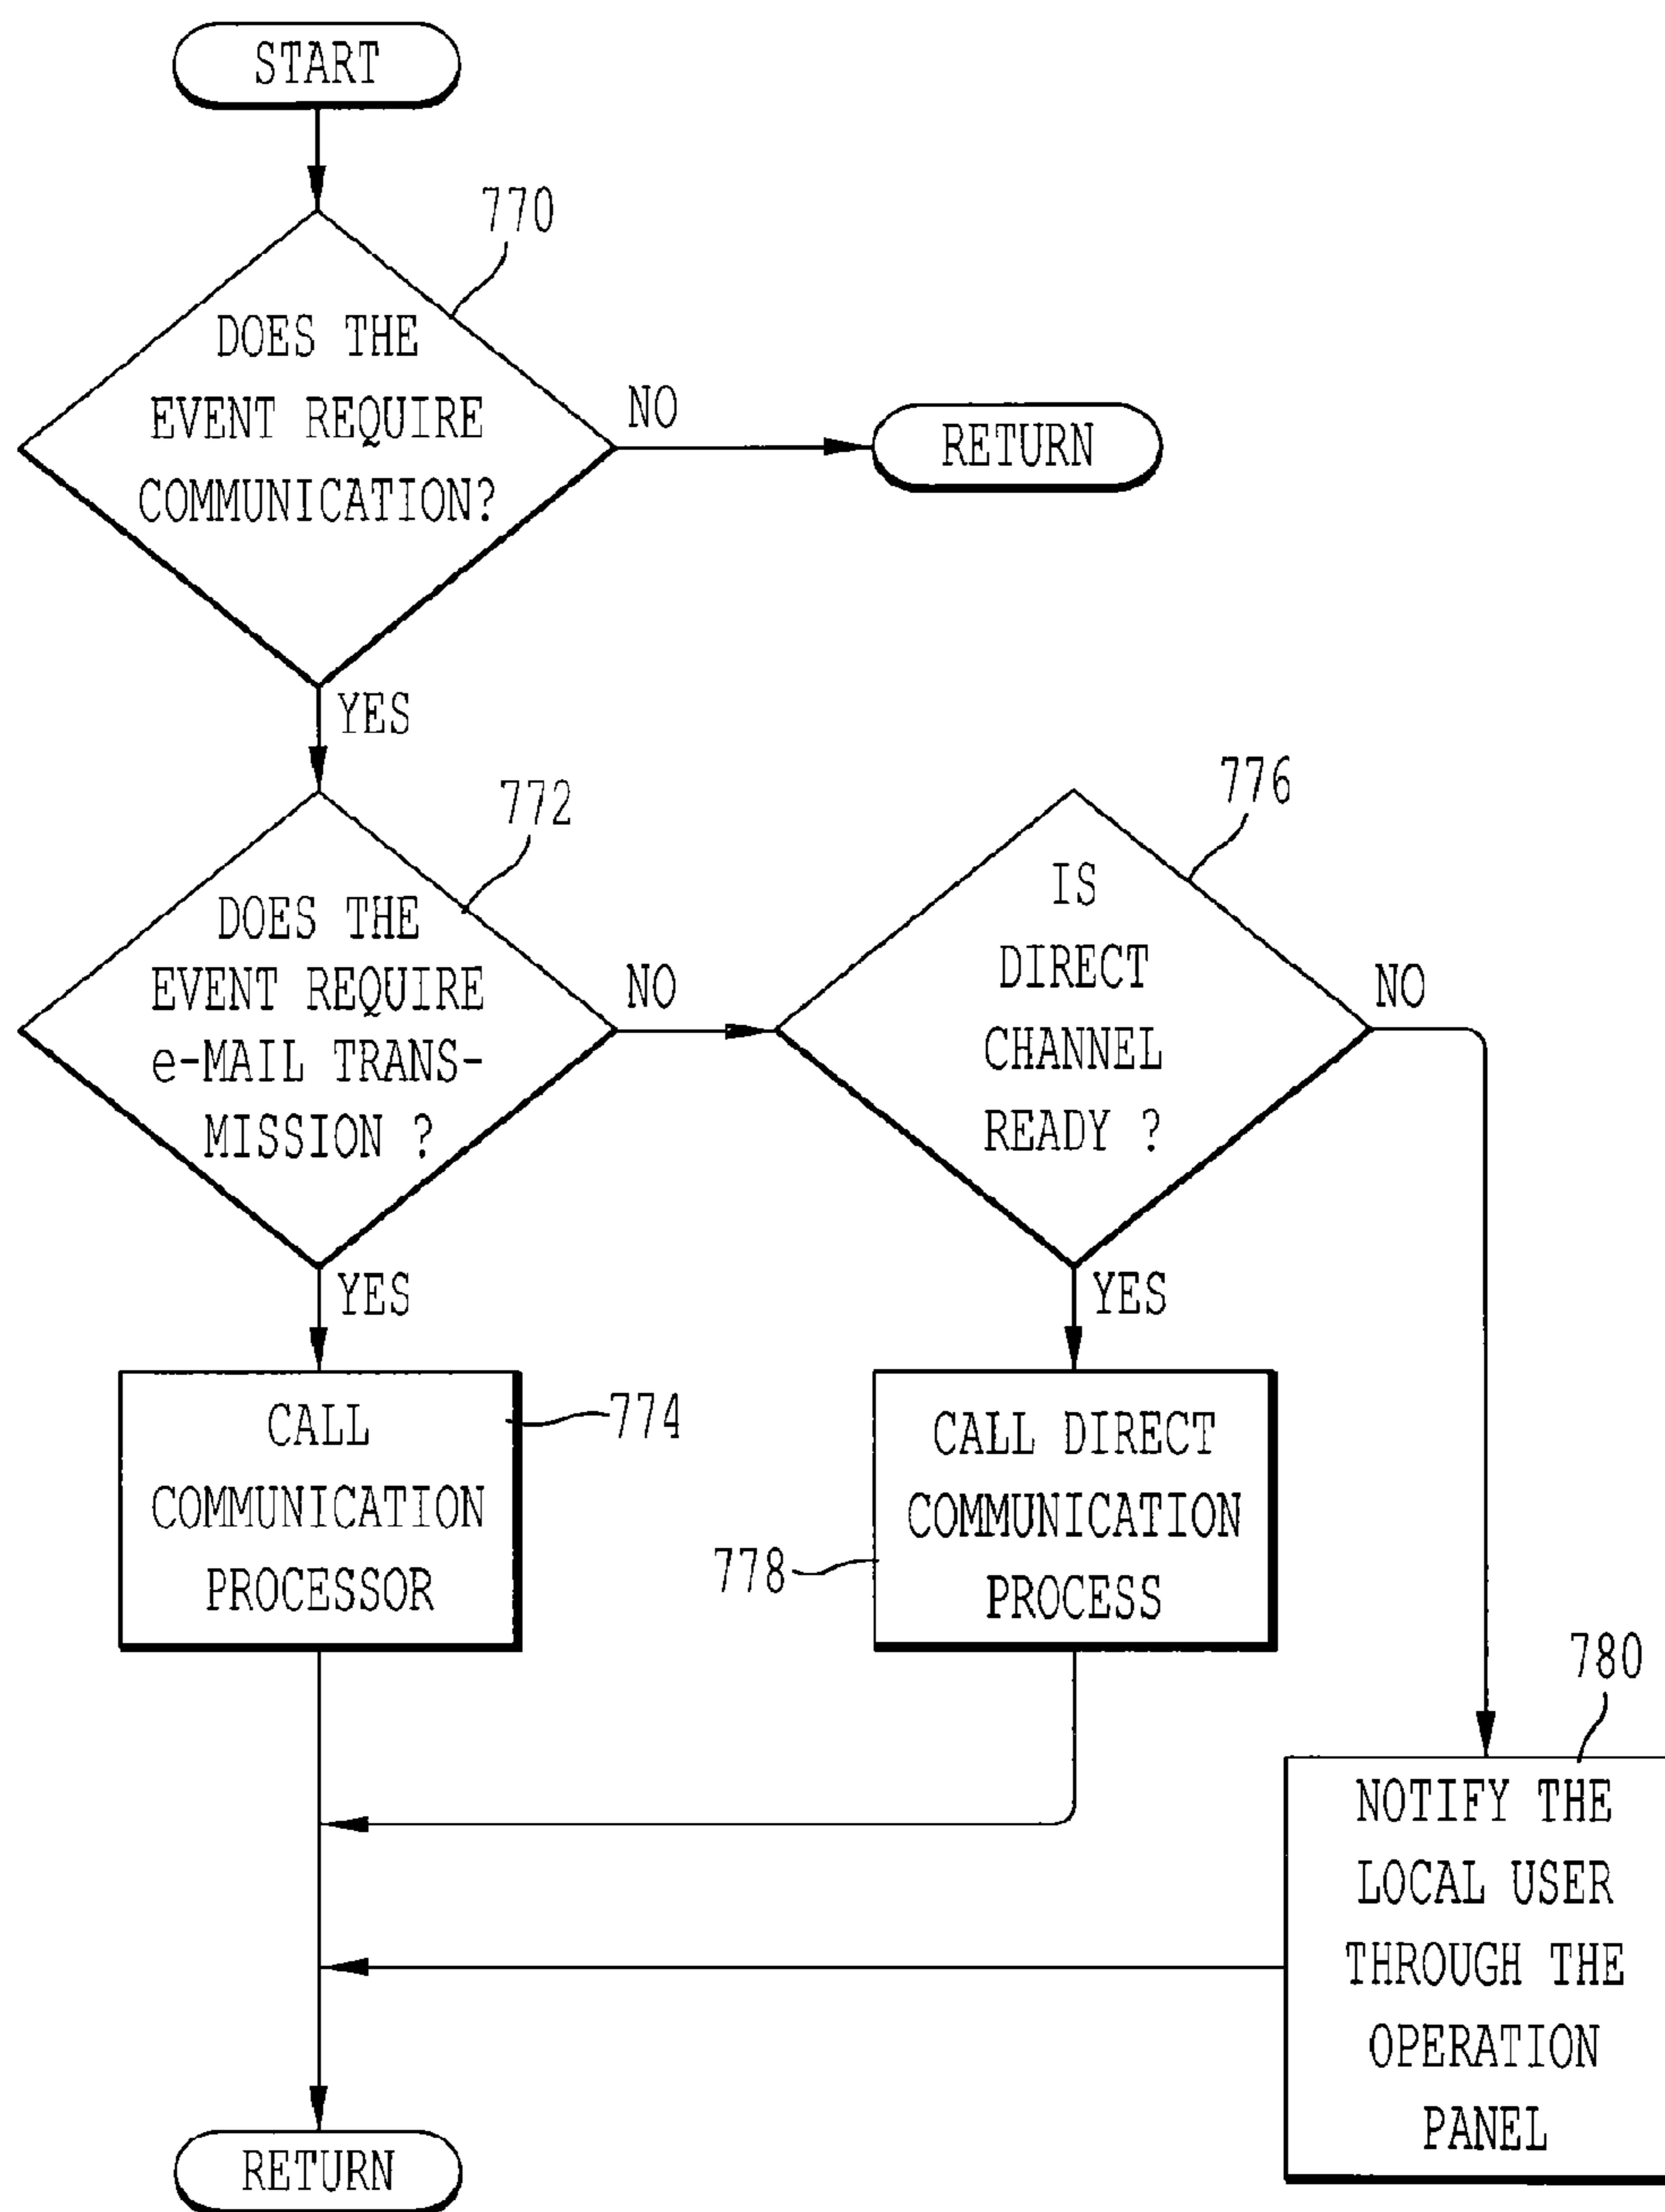 START
770
DOES THE
EVENT REQUIRE
COMMUNICATION?
NO
RETURN
YES
772
DOES THE
EVENT REQUIRE
e-MAIL TRANS-
MISSION ?
NO
776
IS
DIRECT
CHANNEL
READY ?
NO
YES
YES
CALL
COMMUNICATION
PROCESSOR
774
CALL DIRECT
COMMUNICATION
PROCESS
778
780
NOTIFY THE
LOCAL USER
THROUGH THE
OPERATION
PANEL
RETURN